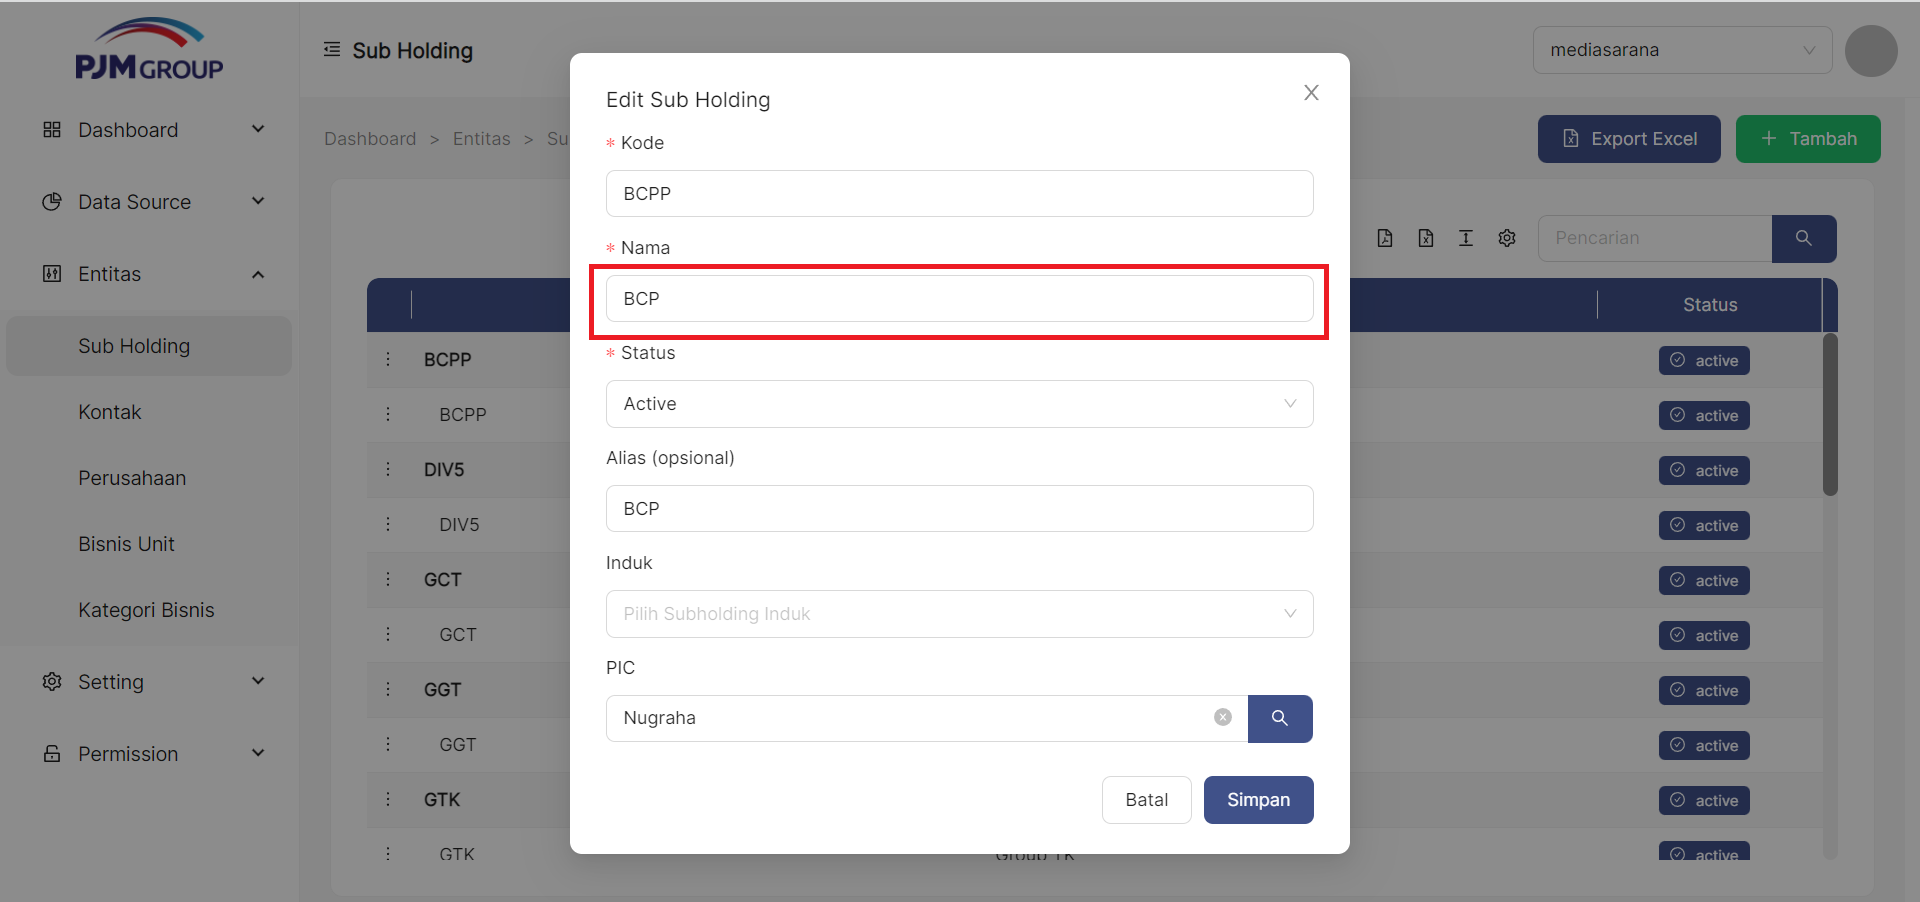 PJM GROUP
Sub Holding
mediasarana
Dashboard
Data Source
Entitas
Sub Holding
Kontak
Perusahaan
Bisnis Unit
Kategori Bisnis
Setting
Permission
Dashboard > Entitas > Su
Export Excel
+ Tambah
Pencarian
Status
BCPP
active
BCPP
active
DIV5
active
DIV5
active
GCT
active
GCT
active
GGT
active
GGT
active
GTK
active
GTK
Group TK
active
Edit Sub Holding
* Kode
BCPP
* Nama
BCP
* Status
Active
Alias (opsional)
BCP
Induk
Pilih Subholding Induk
PIC
Nugraha
Batal
Simpan